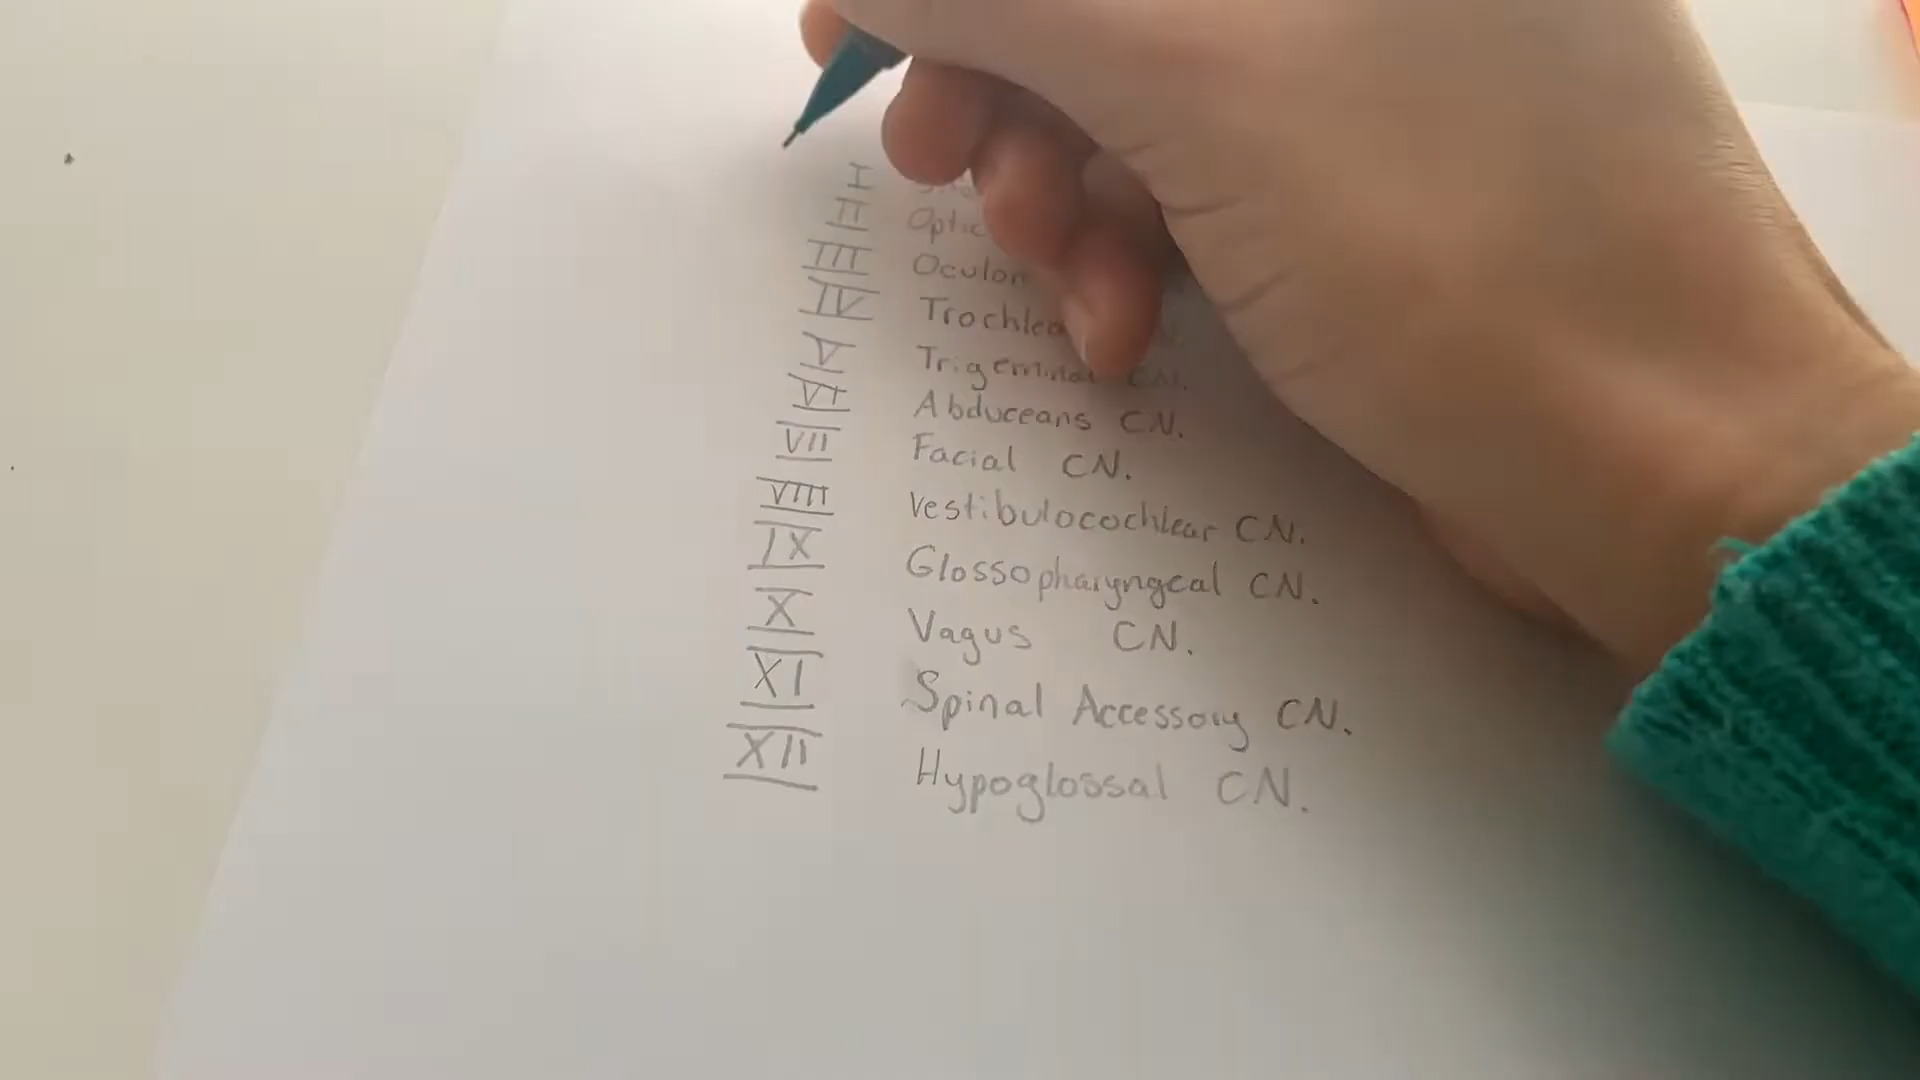 I
II Optic
III Oculom
IV Trochlea
V Trigeminal CN.
VI Abduceans CN.
VII Facial CN.
VIII Vestibulocochlear CN.
IX Glossopharyngeal CN.
X Vagus CN.
XI Spinal Accessory CN.
XII Hypoglossal CN.